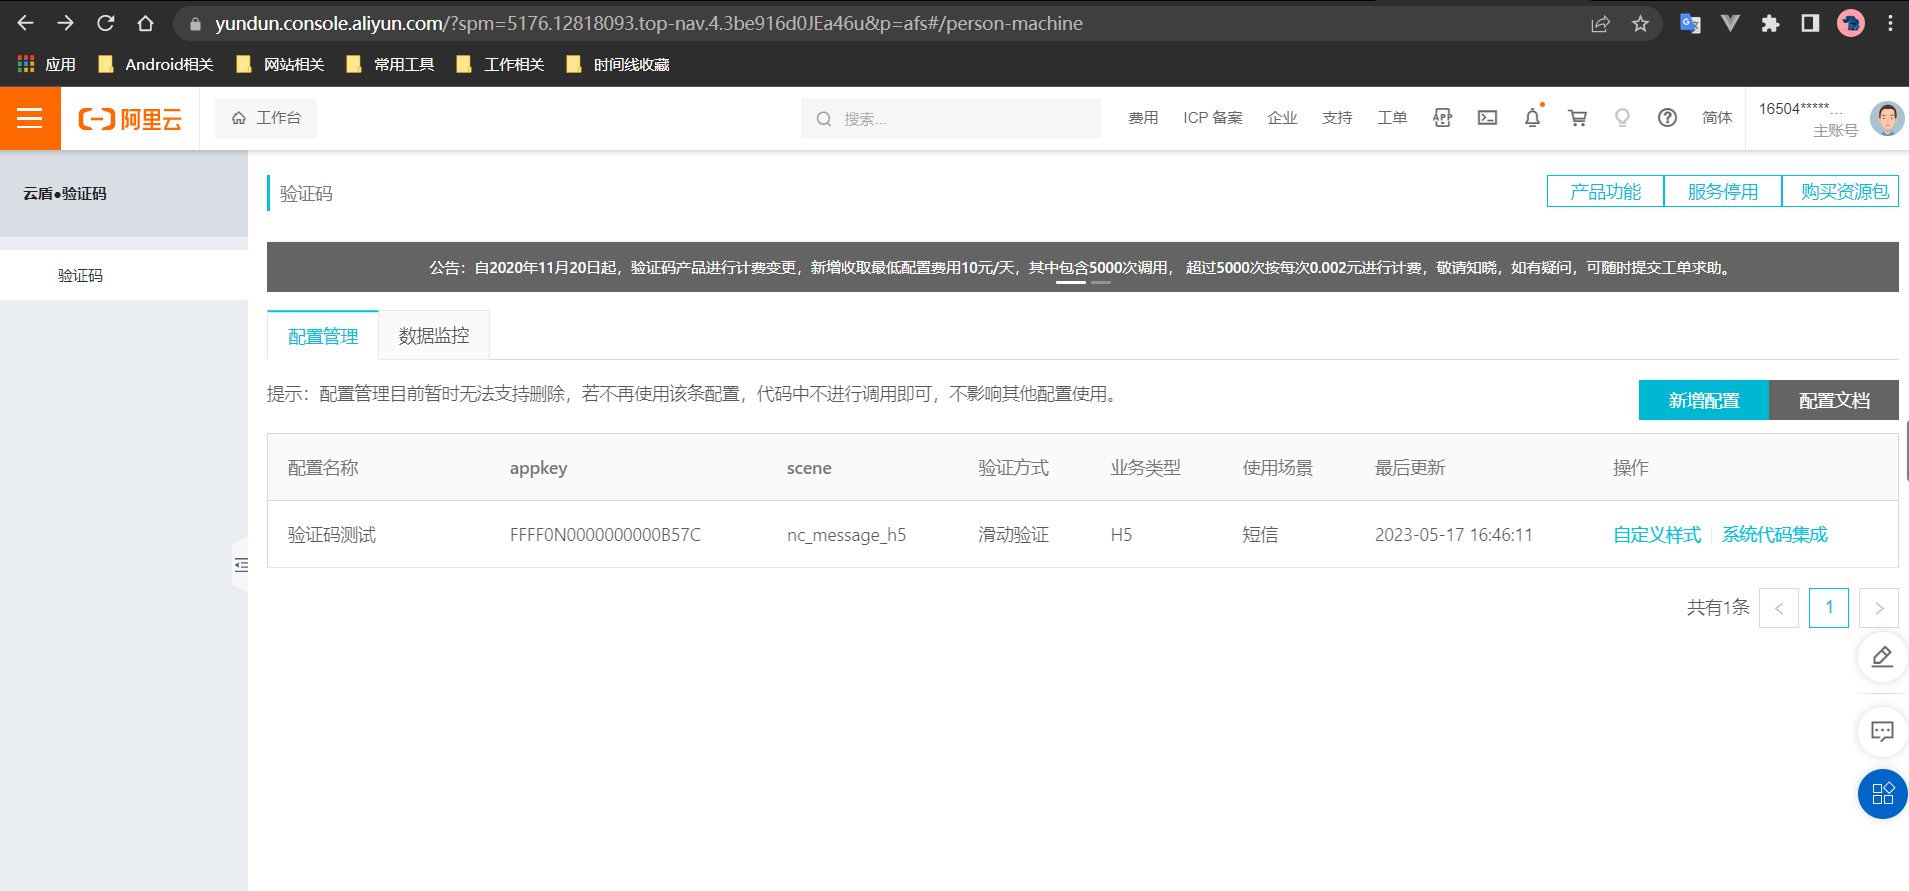 yundun.console.aliyun.com/?spm=5176.12818093.top-nav.4.3be916d0JEa46u&p=afs#/person-machine
应用 Android相关 网站相关 常用工具 工作相关 时间线收藏
阿里云 工作台 搜索... 费用 ICP 备案 企业 支持 工单 APP 简体 16504*****...
主账号
云盾●验证码
验证码
验证码 产品功能 服务停用 购买资源包
公告：自2020年11月20日起，验证码产品进行计费变更，新增收取最低配置费用10元/天，其中包含5000次调用， 超过5000次按每次0.002元进行计费，敬请知晓，如有疑问，可随时提交工单求助。
配置管理 数据监控
提示：配置管理目前暂时无法支持删除，若不再使用该条配置，代码中不进行调用即可，不影响其他配置使用。
新增配置 配置文档
配置名称 appkey scene 验证方式 业务类型 使用场景 最后更新 操作
验证码测试 FFFF0N0000000000B57C nc_message_h5 滑动验证 H5 短信 2023-05-17 16:46:11 自定义样式 系统代码集成
共有1条 < 1 >